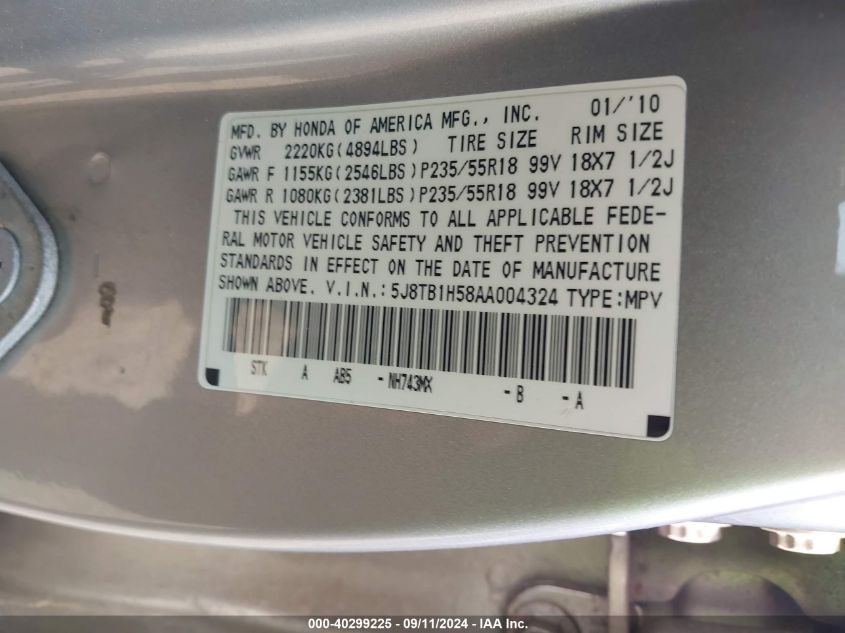 MFD. BY HONDA OF AMERICA MFG., INC. 01/'10
GVWR 2220KG(4894LBS) TIRE SIZE RIM SIZE
GAWR F 1155KG(2546LBS)P235/55R18 99V 18X7 1/2J
GAWR R 1080KG(2381LBS)P235/55R18 99V 18X7 1/2J
THIS VEHICLE CONFORMS TO ALL APPLICABLE FEDE-
RAL MOTOR VEHICLE SAFETY AND THEFT PREVENTION
STANDARDS IN EFFECT ON THE DATE OF MANUFACTURE
SHOWN ABOVE. V.I.N.:5J8TB1H58AA004324 TYPE:MPV
STK A AB5 -NH743MX -B -A
000-40299225 - 09/11/2024 - IAA Inc.